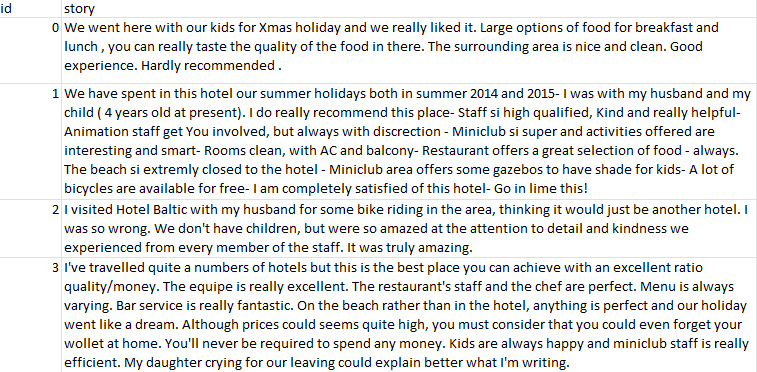 id story
0 We went here with our kids for Xmas holiday and we really liked it. Large options of food for breakfast and
lunch , you can really taste the quality of the food in there. The surrounding area is nice and clean. Good
experience. Hardly recommended .
1 We have spent in this hotel our summer holidays both in summer 2014 and 2015- I was with my husband and my
child ( 4 years old at present). I do really recommend this place- Staff si high qualified, Kind and really helpful-
Animation staff get You involved, but always with discrection - Miniclub si super and activities offered are
interesting and smart- Rooms clean, with AC and balcony- Restaurant offers a great selection of food - always.
The beach si extremly closed to the hotel - Miniclub area offers some gazebos to have shade for kids- A lot of
bicycles are available for free- I am completely satisfied of this hotel- Go in lime this!
2 I visited Hotel Baltic with my husband for some bike riding in the area, thinking it would just be another hotel. I
was so wrong. We don't have children, but were so amazed at the attention to detail and kindness we
experienced from every member of the staff. It was truly amazing.
3 I've travelled quite a numbers of hotels but this is the best place you can achieve with an excellent ratio
quality/money. The equipe is really excellent. The restaurant's staff and the chef are perfect. Menu is always
varying. Bar service is really fantastic. On the beach rather than in the hotel, anything is perfect and our holiday
went like a dream. Although prices could seems quite high, you must consider that you could even forget your
wollet at home. You'll never be required to spend any money. Kids are always happy and miniclub staff is really
efficient. My daughter crying for our leaving could explain better what I'm writing.